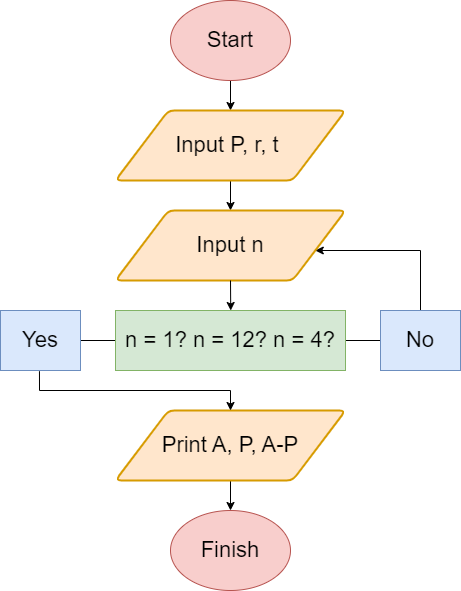 Start
Input P, r, t
Input n
Yes
n = 1? n = 12? n = 4?
No
Print A, P, A-P
Finish